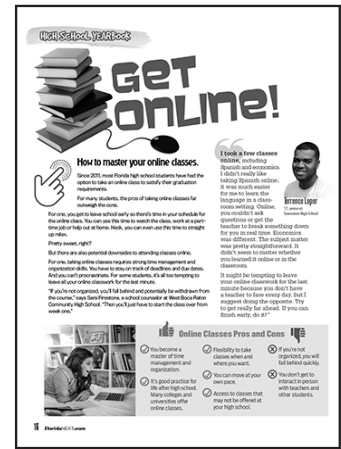 HIGH SCHOOL YEARBOOK
GET
ONLINE!
How to master your online classes.
Since 2011, most Florida high school students have had the
option to take an online class to satisfy their graduation
requirements.
For many students, the pros of taking online classes far
outweigh the cons.
For one, you get to leave school early so there's time in your schedule for
the online class. You can use this time to watch the class, work at a part-
time job or help out at home. Heck, you can even use this time to straight
up relax.
Pretty sweet, right?
But there are also potential downsides to attending classes online.
For one, taking online classes requires strong time management and
organization skills. You have to stay on track of deadlines and due dates.
And you can't procrastinate. For some students, it's all too tempting to
leave all your online classwork for the last minute.
"If you're not organized, you'll fall behind and potentially be withdrawn from
the course," says Sara Firestone, a school counselor at West Boca Raton
Community High School. "Then you'll just have to start the class over from
week one."
I took a few classes
online, including
Spanish and economics.
I didn't really like
taking Spanish online;
it was much easier
for me to learn the
language in a class-
room setting. Online,
you couldn't ask
questions or get the
teacher to break something down
for you in real time. Economics
was different. The subject matter
was pretty straightforward. It
didn't seem to matter whether
you learned it online or in the
classroom.
It might be tempting to leave
your online classwork for the last
minute because you don't have
a teacher to face every day, but I
suggest doing the opposite. Try
to get really far ahead. If you can
finish early, do it!"
Terrence Loper
17, senior at
High School
Online Classes Pros and Cons
You become a
master of time
management and
organization.
It's good practice for
life after high school.
Many colleges and
universities offer
online classes.
Flexibility to take
classes when and
where you want.
You can move at your
own pace.
Access to classes that
may not be offered at
your high school.
If you're not
organized, you will
fall behind quickly.
You don't get to
interact in person
with teachers and
other students.
16 FloridaNEXT.com